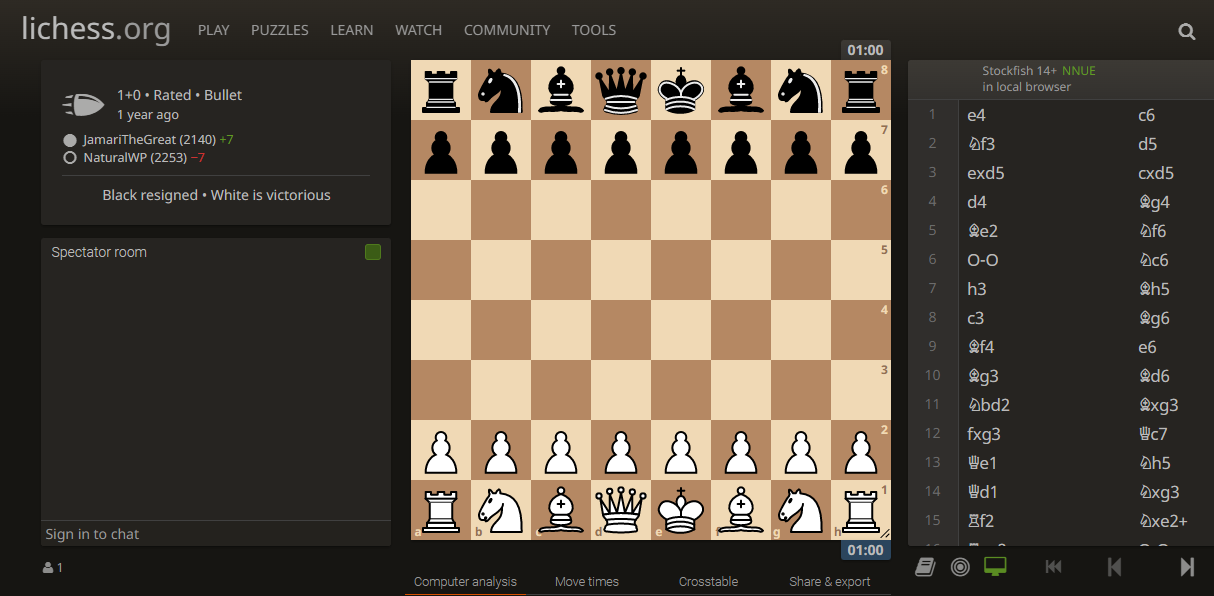 lichess.org PLAY PUZZLES LEARN WATCH COMMUNITY TOOLS
1+0 • Rated • Bullet
1 year ago
JamariTheGreat (2140) +7
NaturalWP (2253) −7
Black resigned • White is victorious
Spectator room
Sign in to chat
1
01:00
8
7
6
5
4
3
2
1
a b c d e f g h
01:00
Computer analysis Move times Crosstable Share & export
Stockfish 14+ NNUE
in local browser
1 e4 c6
2 ♘f3 d5
3 exd5 cxd5
4 d4 ♗g4
5 ♗e2 ♘f6
6 O-O ♘c6
7 h3 ♗h5
8 c3 ♗g6
9 ♗f4 e6
10 ♗g3 ♗d6
11 ♘bd2 ♗xg3
12 fxg3 ♕c7
13 ♕e1 ♘h5
14 ♕d1 ♘xg3
15 ♖f2 ♘xe2+